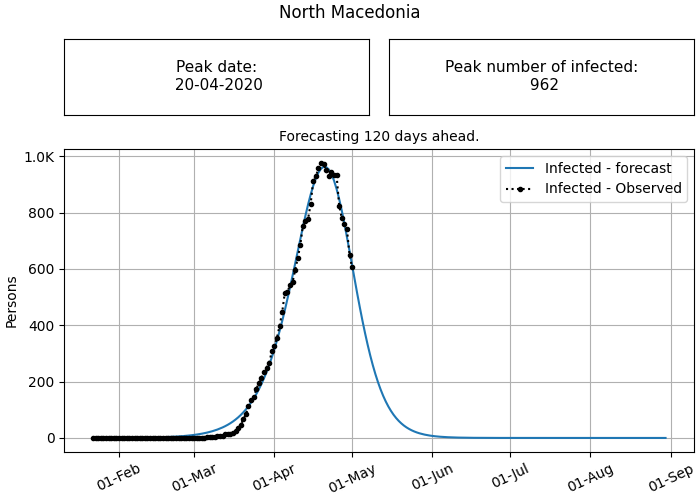 North Macedonia
Peak date:
20-04-2020
Peak number of infected:
962
Forecasting 120 days ahead.
1.0K
800
600
400
200
0
Persons
Infected - forecast
Infected - Observed
01-Feb
01-Mar
01-Apr
01-May
01-Jun
01-Jul
01-Aug
01-Sep